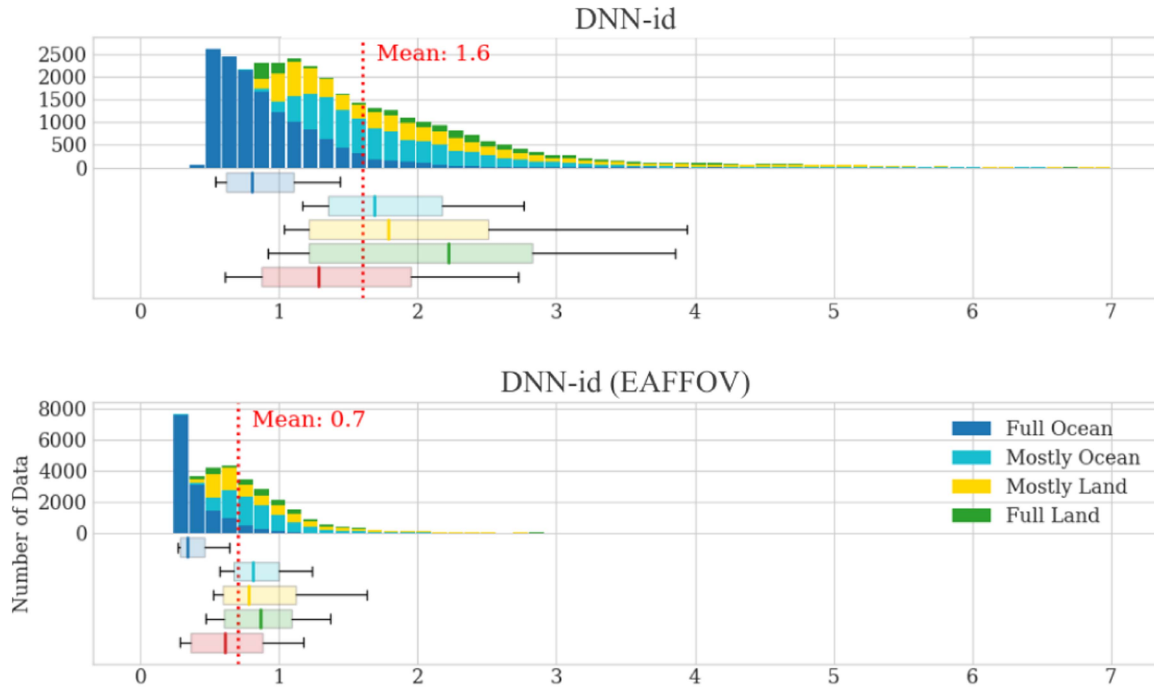 DNN-id
2500
2000
1500
1000
500
0
Mean: 1.6
0 1 2 3 4 5 6 7
DNN-id (EAFFOV)
Number of Data
8000
6000
4000
2000
0
Mean: 0.7
Full Ocean
Mostly Ocean
Mostly Land
Full Land
0 1 2 3 4 5 6 7